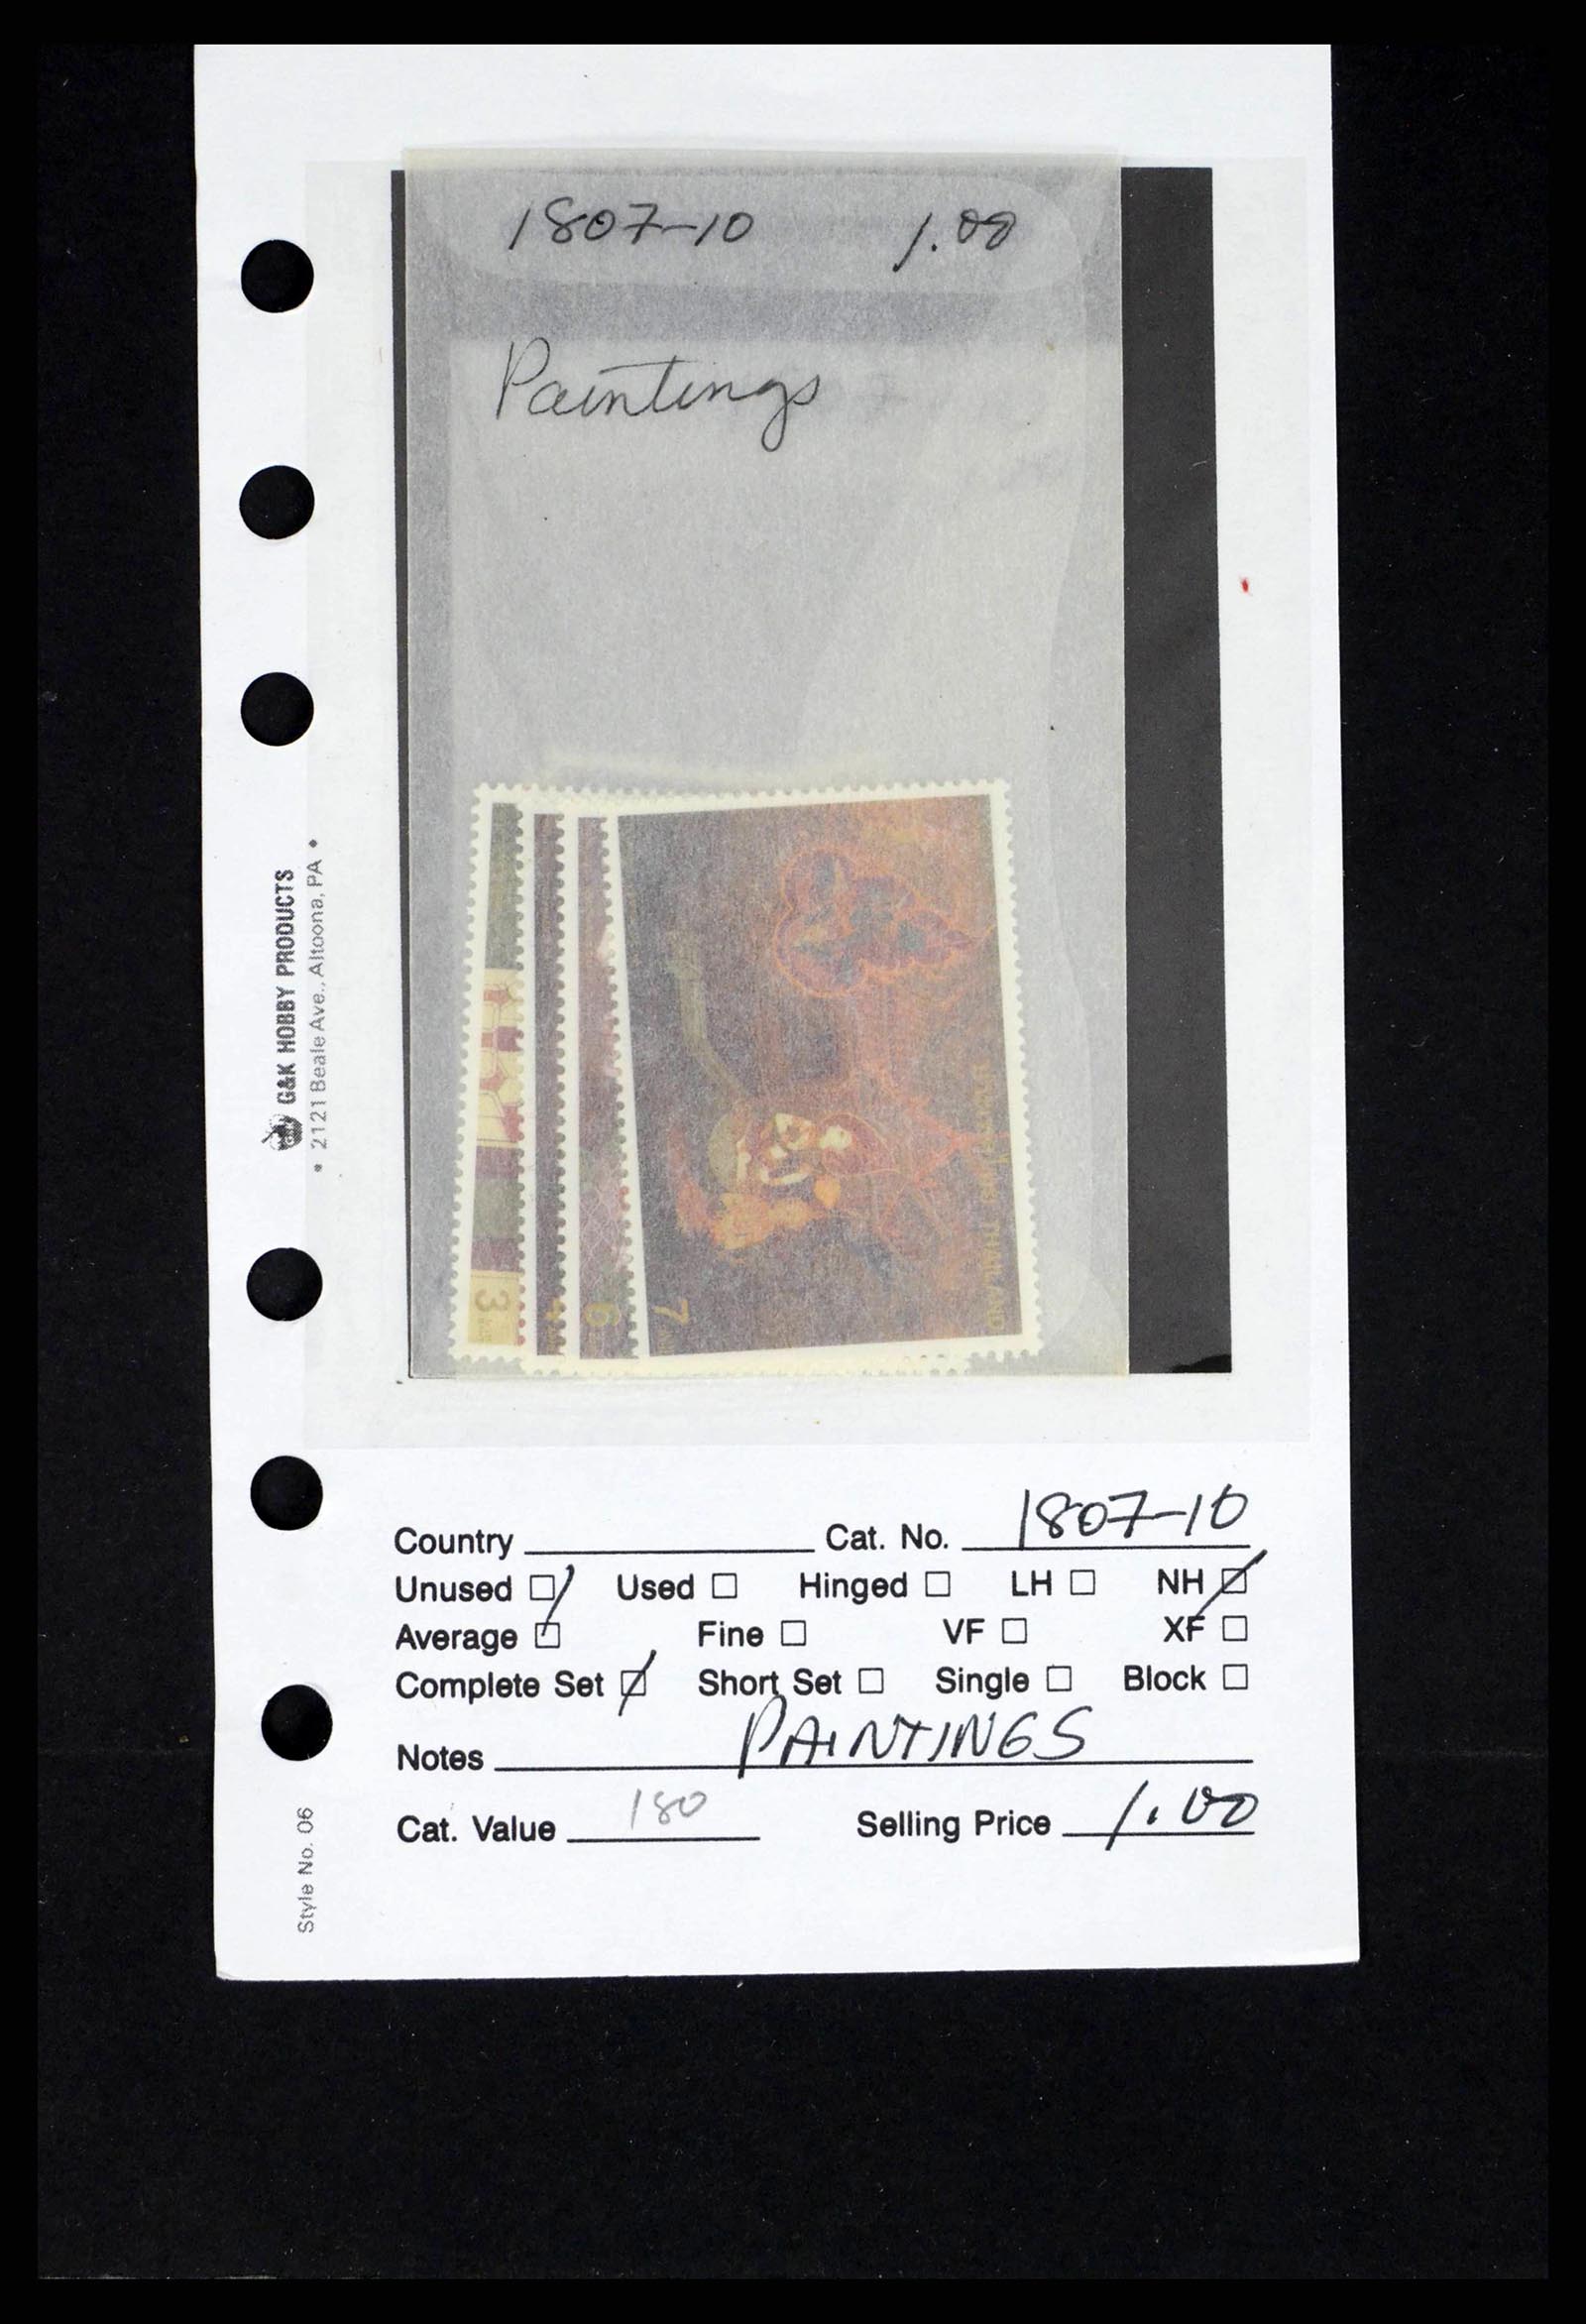 1807-10 1.00
Paintings
3
4
6
7
THAILAND
G&K HOBBY PRODUCTS
• 2121 Beale Ave., Altoona, PA •
Country Cat. No. 1807-10
Unused Used Hinged LH NH
Average Fine VF XF
Complete Set Short Set Single Block
Notes PAINTINGS
Cat. Value 180 Selling Price 1.00
Style No. 06